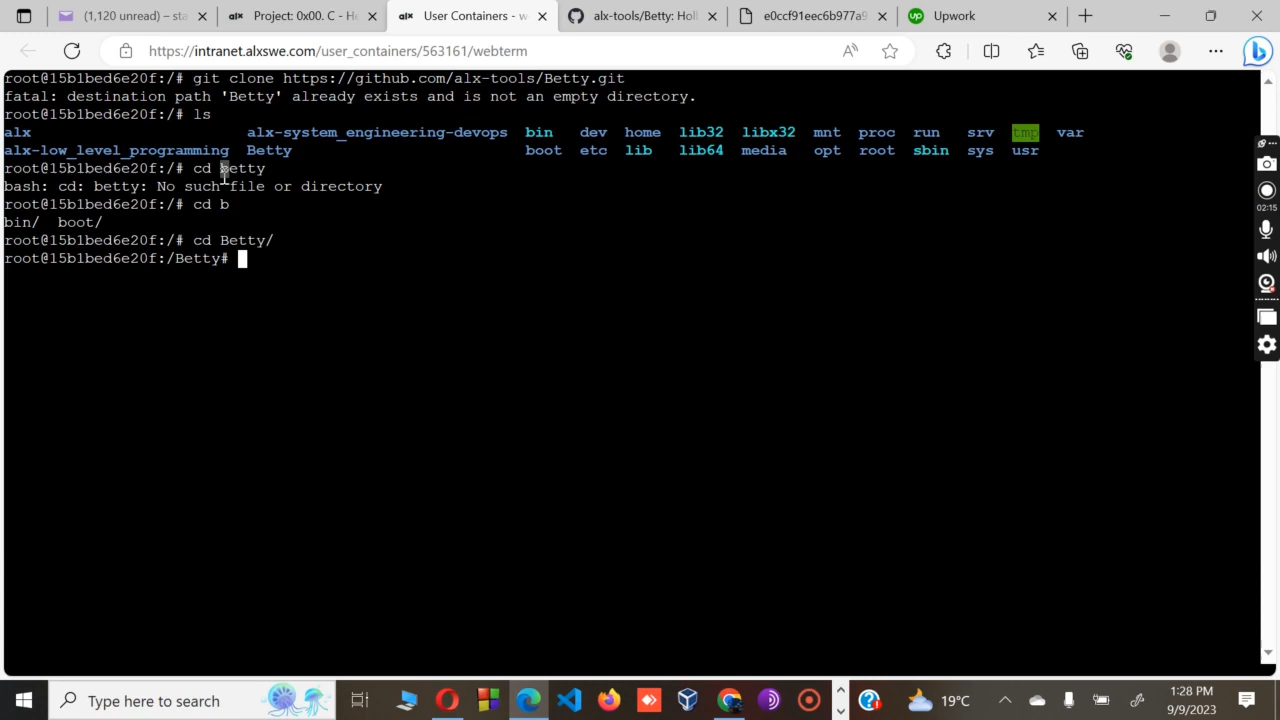 (1,120 unread) – sta
Project: 0x00. C - He
User Containers - w
alx-tools/Betty: Holl
e0ccf91eec6b977a9
Upwork
https://intranet.alxswe.com/user_containers/563161/webterm
root@15b1bed6e20f:/# git clone https://github.com/alx-tools/Betty.git
fatal: destination path 'Betty' already exists and is not an empty directory.
root@15b1bed6e20f:/# ls
alx alx-system_engineering-devops bin dev home lib32 libx32 mnt proc run srv tmp var
alx-low_level_programming Betty boot etc lib lib64 media opt root sbin sys usr
root@15b1bed6e20f:/# cd betty
bash: cd: betty: No such file or directory
root@15b1bed6e20f:/# cd b
bin/ boot/
root@15b1bed6e20f:/# cd Betty/
root@15b1bed6e20f:/Betty#
02:15
Type here to search
19°C
1:28 PM
9/9/2023